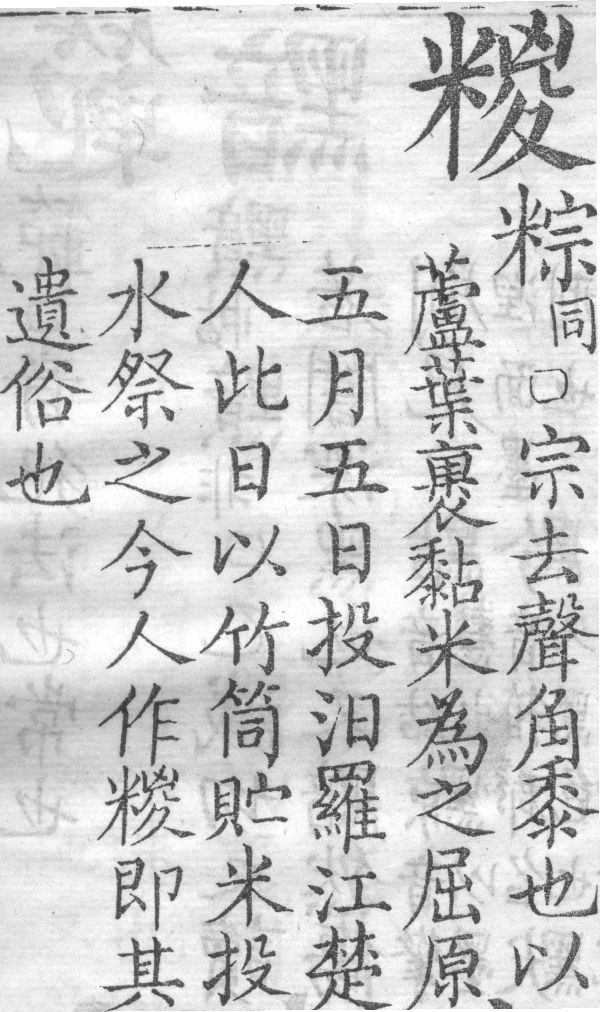 糉
粽同○宗去聲角黍也以
蘆葉裹黏米為之屈原
五月五日投汨羅江楚
人此日以竹筒貯米投
水祭之今人作糉即其
遺俗也